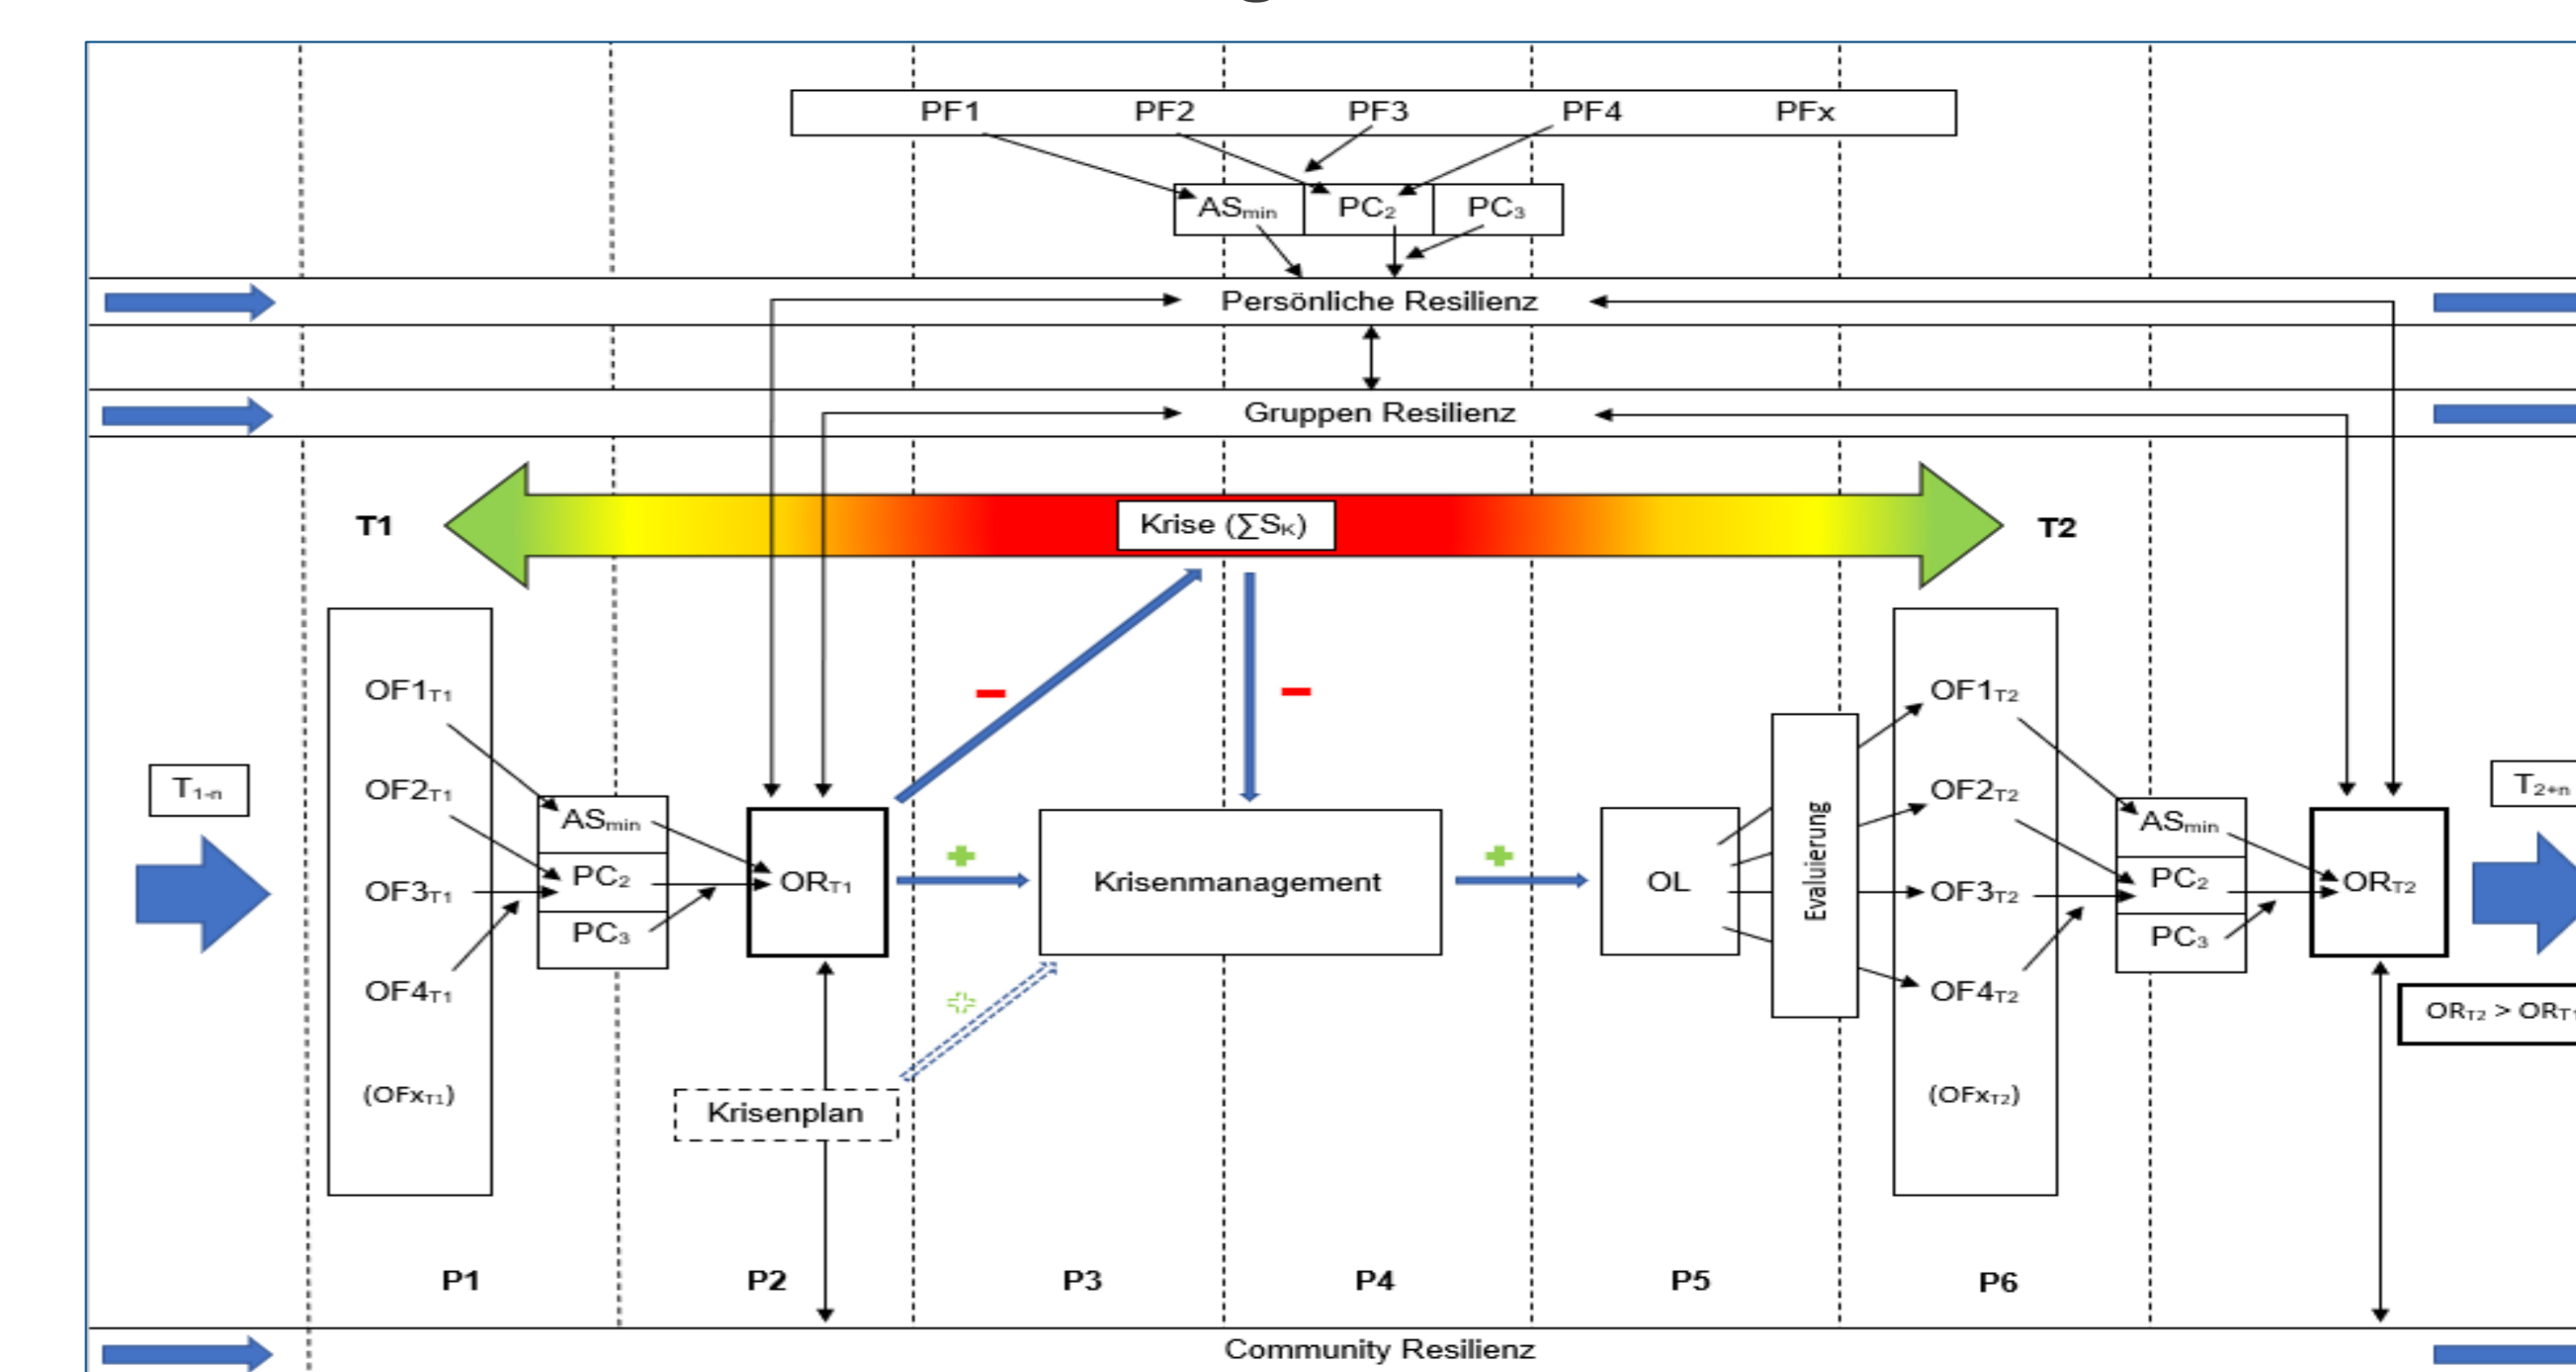 PF1 PF2 PF3 PF4 PFx
ASmin PC2 PC3
Persönliche Resilienz
Gruppen Resilienz
T1 Krise (∑SK) T2
T1-n
OF1T1
OF2T1
OF3T1
OF4T1
(OFxT1)
ASmin
PC2
PC3
ORT1
Krisenplan
Krisenmanagement
OL
Evaluierung
OF1T2
OF2T2
OF3T2
OF4T2
(OFxT2)
ASmin
PC2
PC3
ORT2
T2+n
ORT2 > ORT1
P1 P2 P3 P4 P5 P6
Community Resilienz